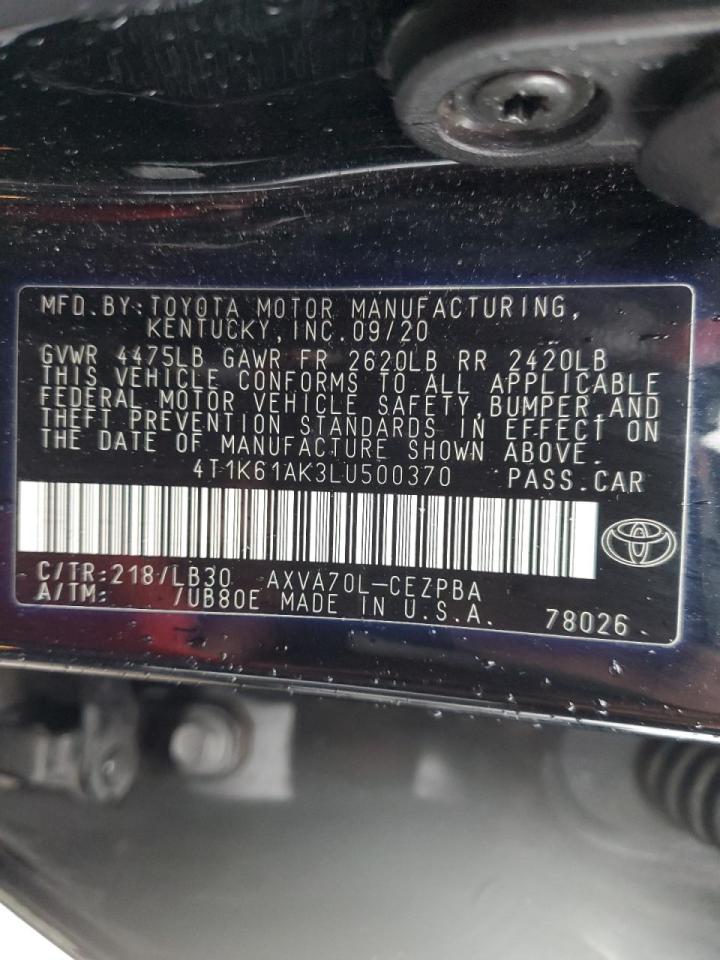 MFD.BY:TOYOTA MOTOR MANUFACTURING,
KENTUCKY,INC.09/20
GVWR 4475LB GAWR FR 2620LB RR 2420LB
THIS VEHICLE CONFORMS TO ALL APPLICABLE
FEDERAL MOTOR VEHICLE SAFETY,BUMPER,AND
THEFT PREVENTION STANDARDS IN EFFECT ON
THE DATE OF MANUFACTURE SHOWN ABOVE.
4T1K61AK3LU500370 PASS.CAR
C/TR:218/LB30 AXVA70L-CEZPBA
A/TM: /UB80E MADE IN U.S.A. 78026